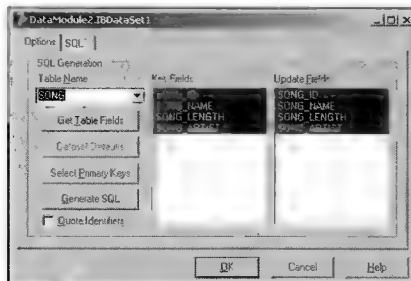 DataModule2.IBDataSet1
Options SQL
SQL Generation
Table Name Key Fields Update Fields
SONG
SONG_ID
_NAME SONG_NAME
SONG_LENGTH SONG_LENGTH
Get Table Fields
Dataset Defaults
Select Primary Keys
Generate SQL
Quote Identifiers
OK Cancel Help